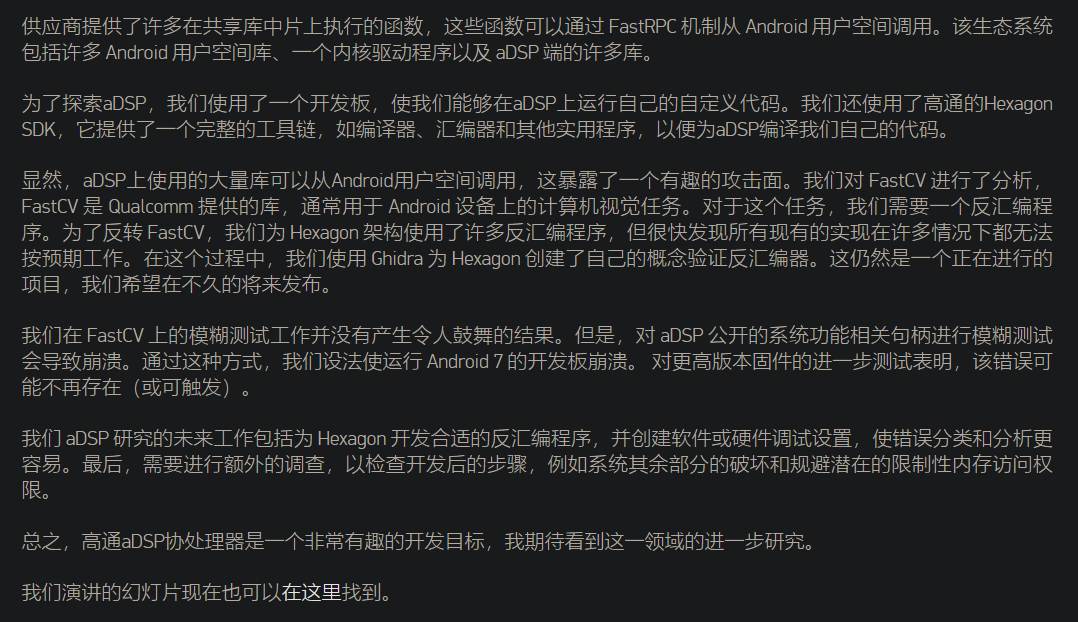 供应商提供了许多在共享库中片上执行的函数，这些函数可以通过 FastRPC 机制从 Android 用户空间调用。该生态系统
包括许多 Android 用户空间库、一个内核驱动程序以及 aDSP 端的许多库。
为了探索aDSP，我们使用了一个开发板，使我们能够在aDSP上运行自己的自定义代码。我们还使用了高通的Hexagon
SDK，它提供了一个完整的工具链，如编译器、汇编器和其他实用程序，以便为aDSP编译我们自己的代码。
显然，aDSP上使用的大量库可以从Android用户空间调用，这暴露了一个有趣的攻击面。我们对 FastCV 进行了分析，
FastCV 是 Qualcomm 提供的库，通常用于 Android 设备上的计算机视觉任务。对于这个任务，我们需要一个反汇编程
序。为了反转 FastCV，我们为 Hexagon 架构使用了许多反汇编程序，但很快发现所有现有的实现在许多情况下都无法
按预期工作。在这个过程中，我们使用 Ghidra 为 Hexagon 创建了自己的概念验证反汇编器。这仍然是一个正在进行的
项目，我们希望在不久的将来发布。
我们在 FastCV 上的模糊测试工作并没有产生令人鼓舞的结果。但是，对 aDSP 公开的系统功能相关句柄进行模糊测试
会导致崩溃。通过这种方式，我们设法使运行 Android 7 的开发板崩溃。 对更高版本固件的进一步测试表明，该错误可
能不再存在（或可触发）。
我们 aDSP 研究的未来工作包括为 Hexagon 开发合适的反汇编程序，并创建软件或硬件调试设置，使错误分类和分析更
容易。最后，需要进行额外的调查，以检查开发后的步骤，例如系统其余部分的破坏和规避潜在的限制性内存访问权
限。
总之，高通aDSP协处理器是一个非常有趣的开发目标，我期待看到这一领域的进一步研究。
我们演讲的幻灯片现在也可以在这里找到。